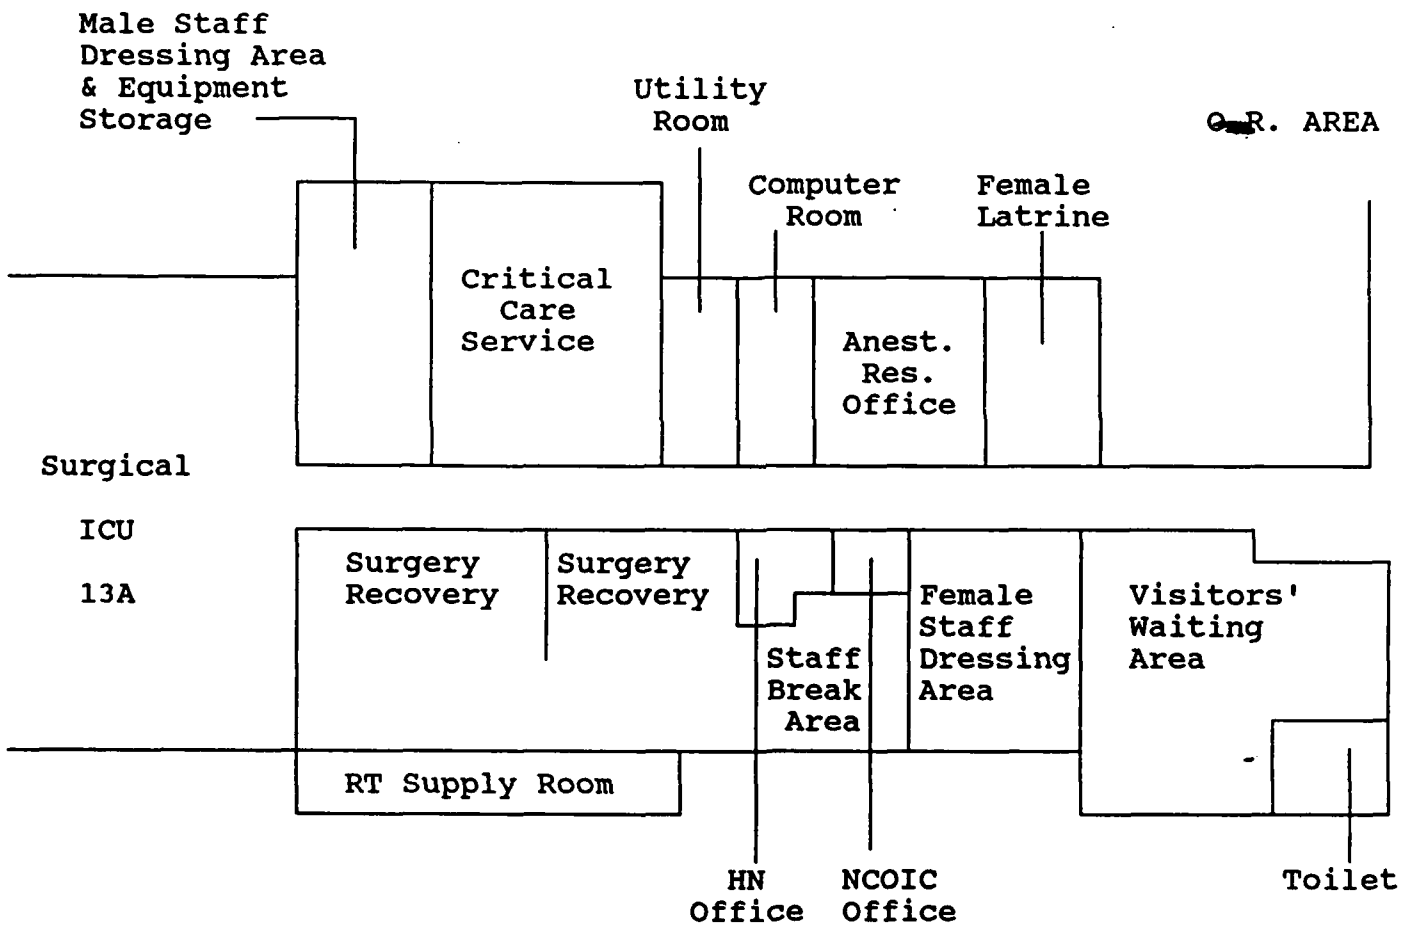 Male Staff
Dressing Area
& Equipment
Storage
Utility
Room
O.R. AREA
Computer
Room
Female
Latrine
Critical
Care
Service
Anest.
Res.
Office
Surgical
ICU
13A
Surgery
Recovery
Surgery
Recovery
Staff
Break
Area
Female
Staff
Dressing
Area
Visitors'
Waiting
Area
RT Supply Room
HN
Office
NCOIC
Office
Toilet